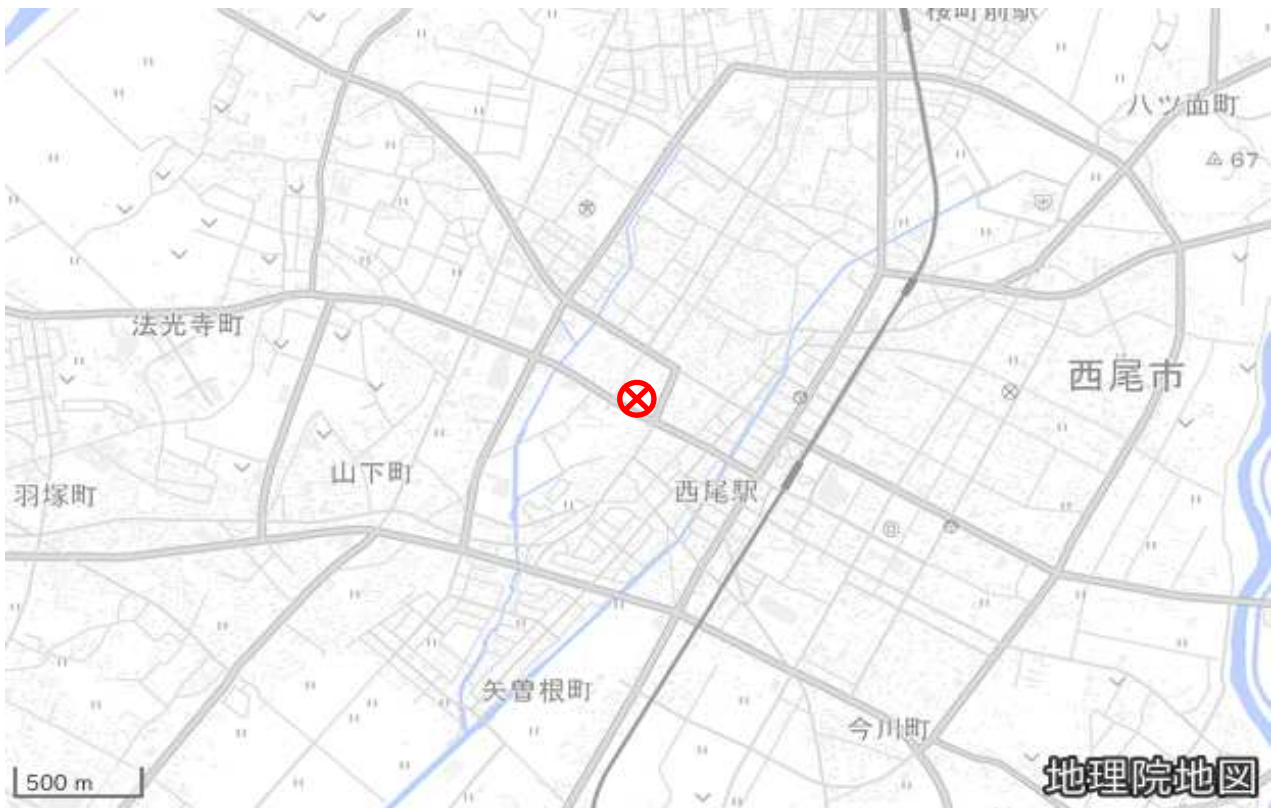 桜町前駅
八ツ面町
67
法光寺町
西尾市
山下町
西尾駅
羽塚町
矢曽根町
今川町
500 m
地理院地図